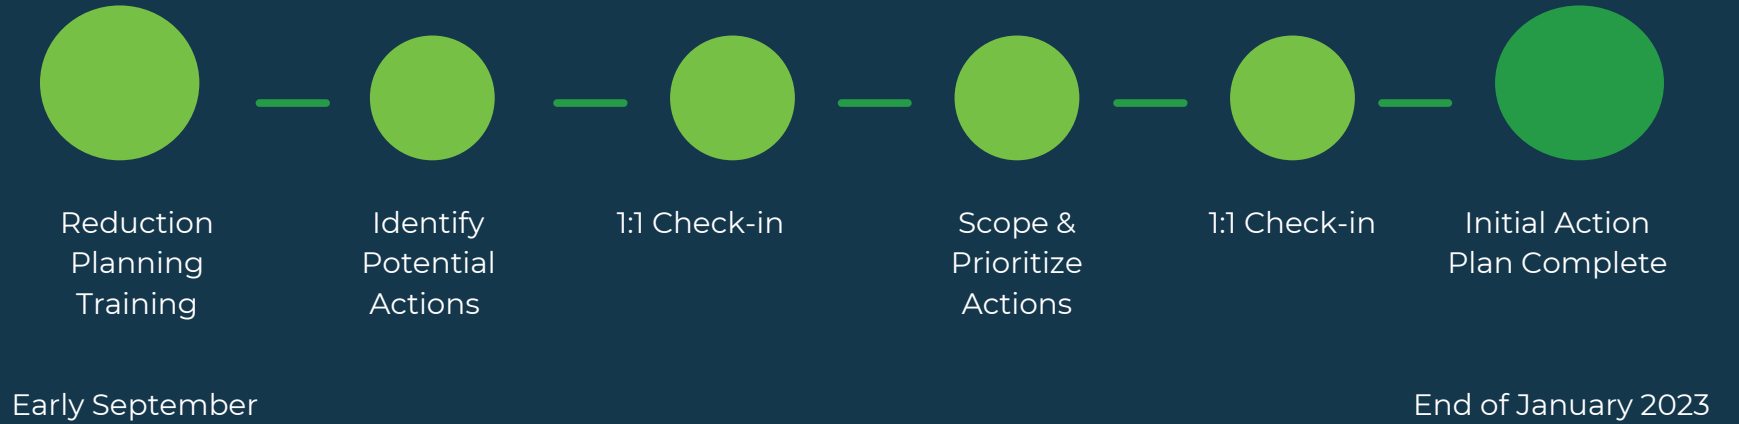 Reduction
Planning
Training
Identify
Potential
Actions
1:1 Check-in
Scope &
Prioritize
Actions
1:1 Check-in
Initial Action
Plan Complete
Early September
End of January 2023